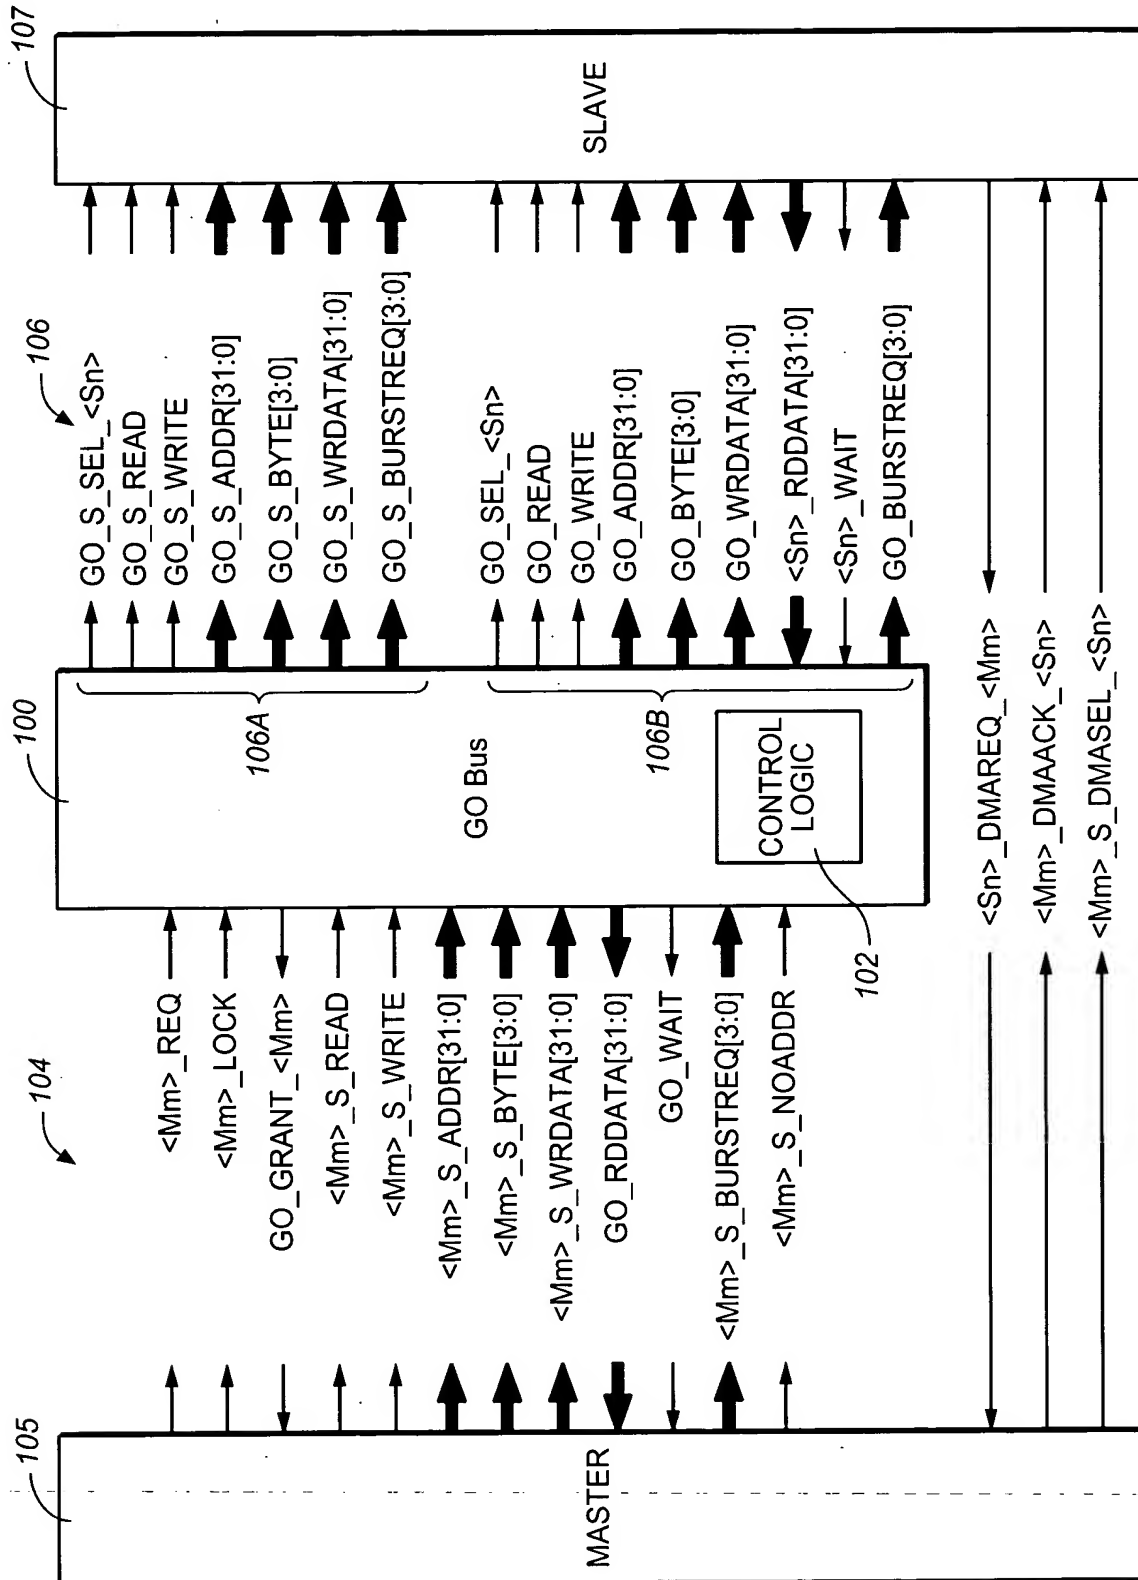 105
MASTER
104
<Mm>_REQ
<Mm>_LOCK
GO_GRANT_<Mm>
<Mm>_S_READ
<Mm>_S_WRITE
<Mm>_S_ADDR[31:0]
<Mm>_S_BYTE[3:0]
<Mm>_S_WRDATA[31:0]
GO_RDDATA[31:0]
GO_WAIT
<Mm>_S_BURSTREQ[3:0]
<Mm>_S_NOADDR
100
GO Bus
106A
106B
CONTROL
LOGIC
102
106
GO_S_SEL_<Sn>
GO_S_READ
GO_S_WRITE
GO_S_ADDR[31:0]
GO_S_BYTE[3:0]
GO_S_WRDATA[31:0]
GO_S_BURSTREQ[3:0]
GO_SEL_<Sn>
GO_READ
GO_WRITE
GO_ADDR[31:0]
GO_BYTE[3:0]
GO_WRDATA[31:0]
<Sn>_RDDATA[31:0]
<Sn>_WAIT
GO_BURSTREQ[3:0]
<Sn>_DMAREQ_<Mm>
<Mm>_DMAACK_<Sn>
<Mm>_S_DMASEL_<Sn>
107
SLAVE